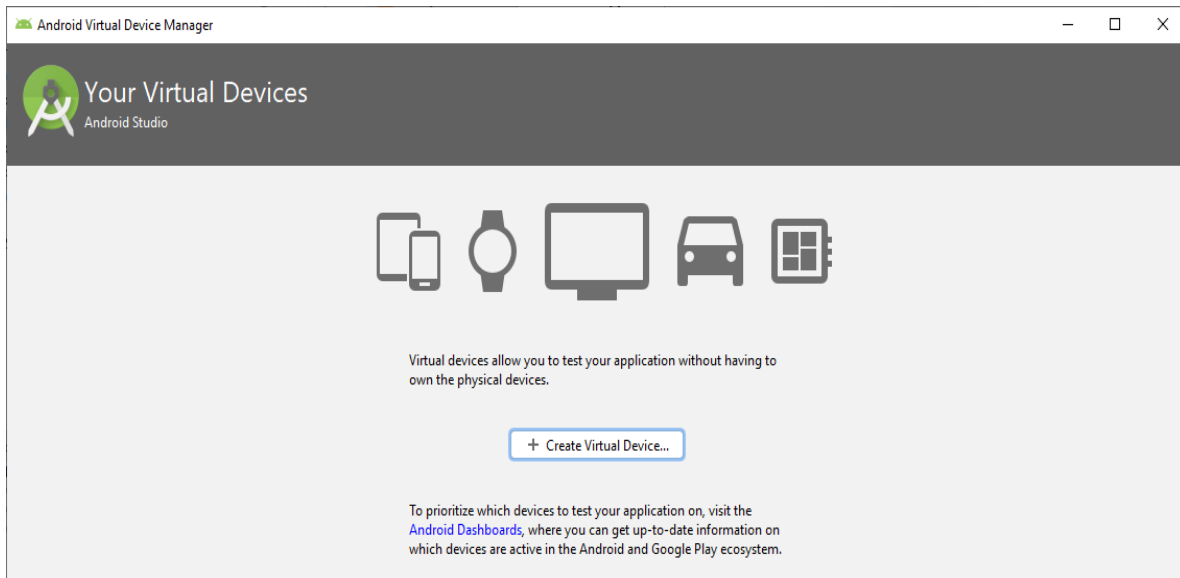 Android Virtual Device Manager
Your Virtual Devices
Android Studio
Virtual devices allow you to test your application without having to
own the physical devices.
+ Create Virtual Device...
To prioritize which devices to test your application on, visit the
Android Dashboards, where you can get up-to-date information on
which devices are active in the Android and Google Play ecosystem.